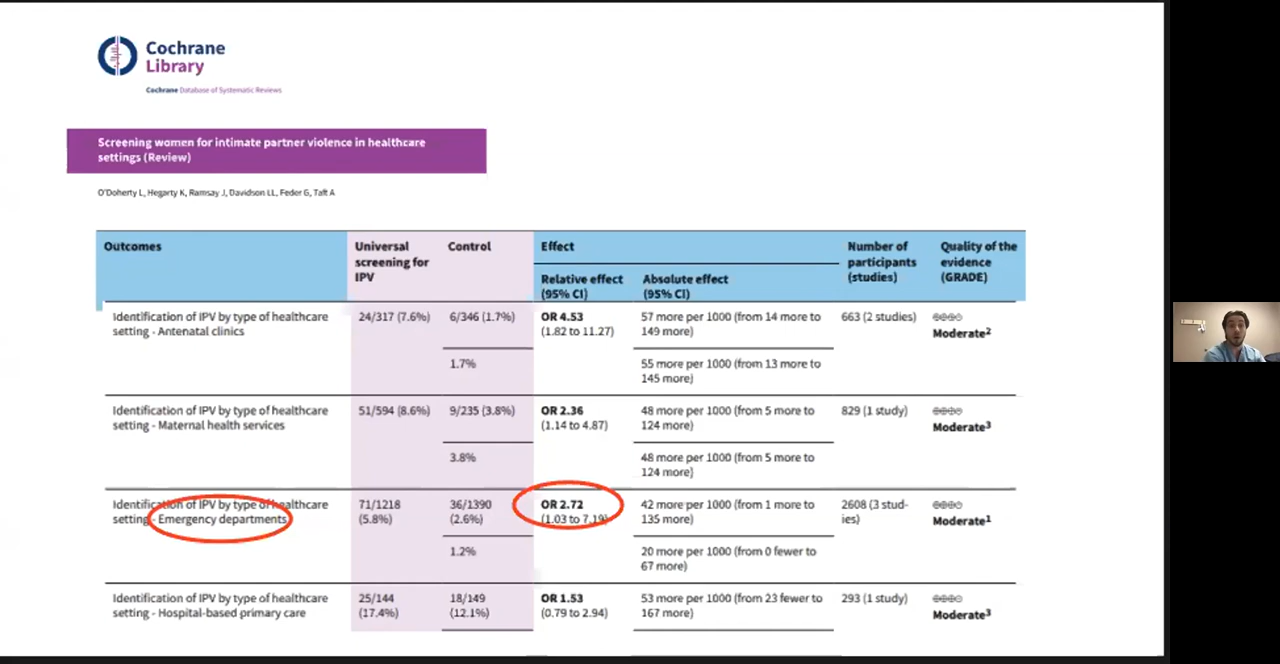 Cochrane
Library
Cochrane Database of Systematic Reviews
Screening women for intimate partner violence in healthcare
settings (Review)
O'Doherty L, Hegarty K, Ramsay J, Davidson LL, Feder G, Taft A
Outcomes
Universal
screening for
IPV
Control
Effect
Number of
participants
(studies)
Quality of the
evidence
(GRADE)
Relative effect
(95% CI)
Absolute effect
(95% CI)
Identification of IPV by type of healthcare
setting - Antenatal clinics
24/317 (7.6%)
6/346 (1.7%)
OR 4.53
(1.82 to 11.27)
57 more per 1000 (from 14 more to
149 more)
663 (2 studies)
Moderate2
1.7%
55 more per 1000 (from 13 more to
145 more)
Identification of IPV by type of healthcare
setting - Maternal health services
51/594 (8.6%)
9/235 (3.8%)
OR 2.36
(1.14 to 4.87)
48 more per 1000 (from 5 more to
124 more)
829 (1 study)
Moderate3
3.8%
48 more per 1000 (from 5 more to
124 more)
Identification of IPV by type of healthcare
setting - Emergency departments
71/1218
(5.8%)
36/1390
(2.6%)
OR 2.72
(1.03 to 7.19)
42 more per 1000 (from 1 more to
135 more)
2608 (3 stud-
ies)
Moderate1
1.2%
20 more per 1000 (from 0 fewer to
67 more)
Identification of IPV by type of healthcare
setting - Hospital-based primary care
25/144
(17.4%)
18/149
(12.1%)
OR 1.53
(0.79 to 2.94)
53 more per 1000 (from 23 fewer to
167 more)
293 (1 study)
Moderate3